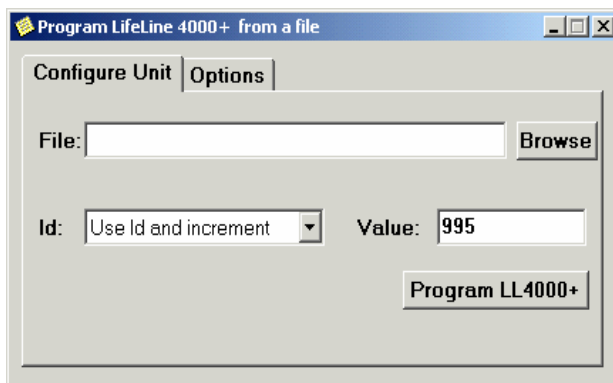 Program LifeLine 4000+ from a file
Configure Unit Options
File: Browse
Id: Use Id and increment Value: 995
Program LL4000+